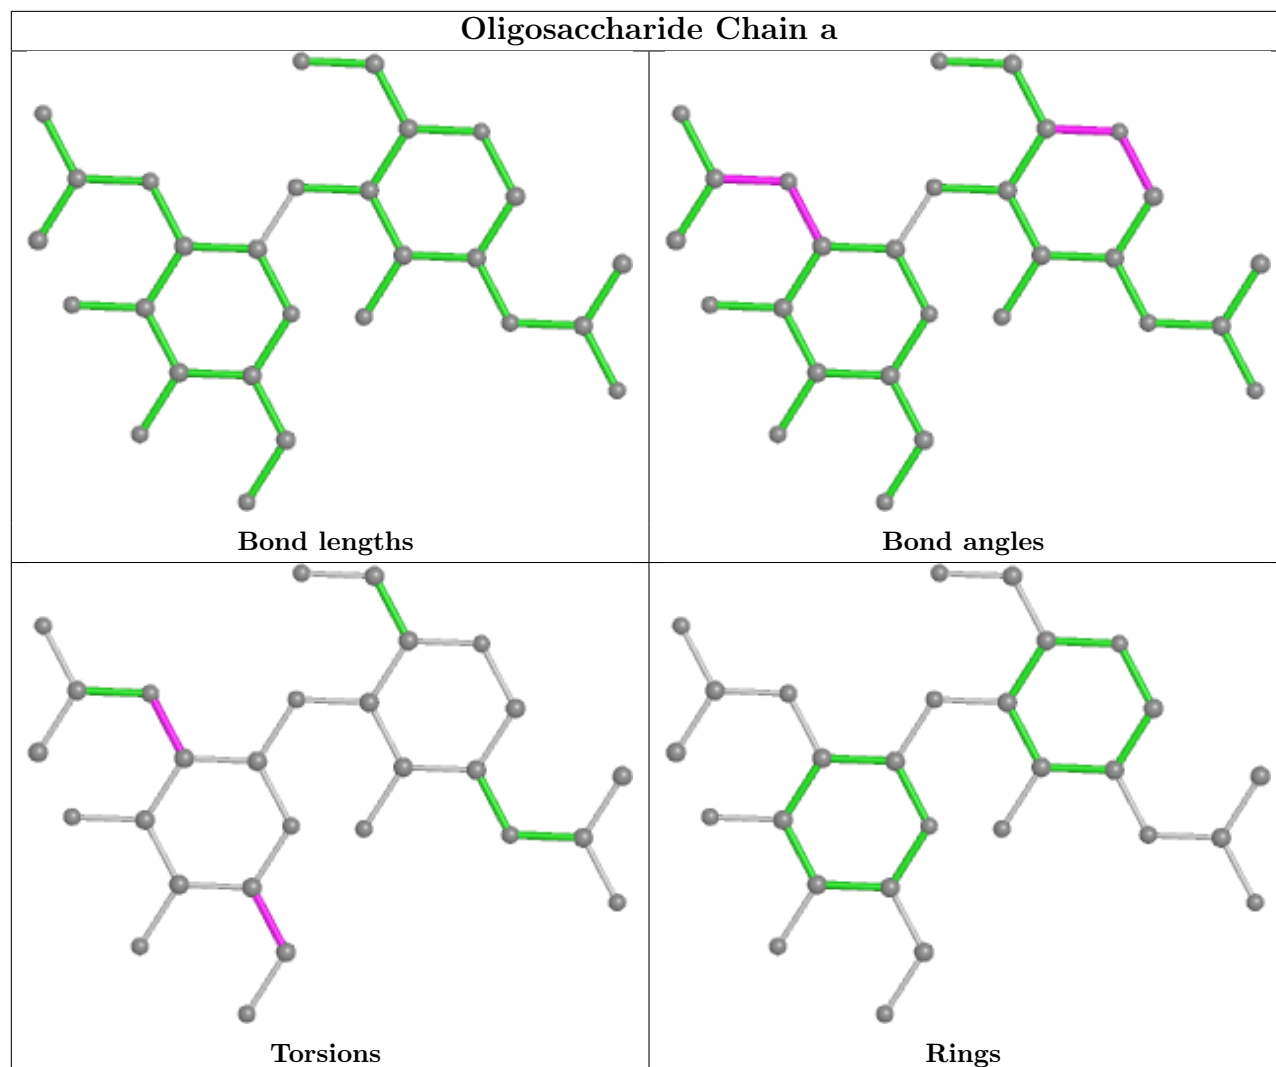 Oligosaccharide Chain a
Bond lengths
Bond angles
Torsions
Rings